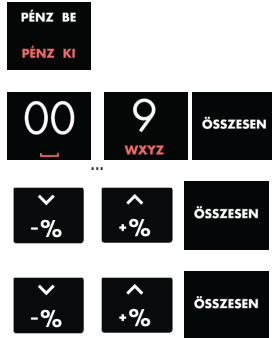 PÉNZ BE
PÉNZ KI
00 9 ÖSSZESEN
WXYZ
...
-% +% ÖSSZESEN
-% +% ÖSSZESEN